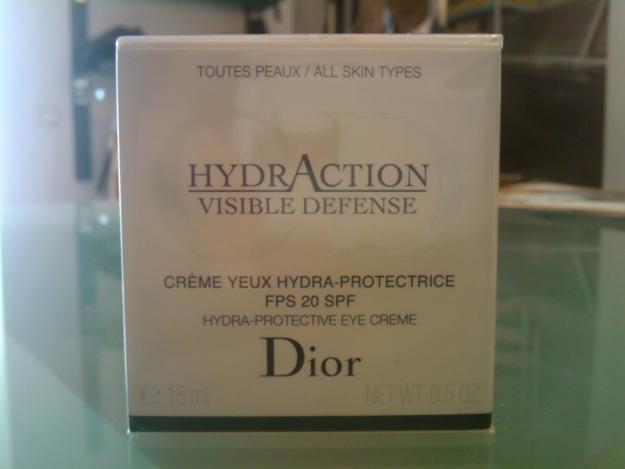 TOUTES PEAUX / ALL SKIN TYPES
HYDRACTION
VISIBLE DEFENSE
CRÈME YEUX HYDRA-PROTECTRICE
FPS 20 SPF
HYDRA-PROTECTIVE EYE CREME
Dior
℮ 15 ml NET WT. 0.5 OZ.